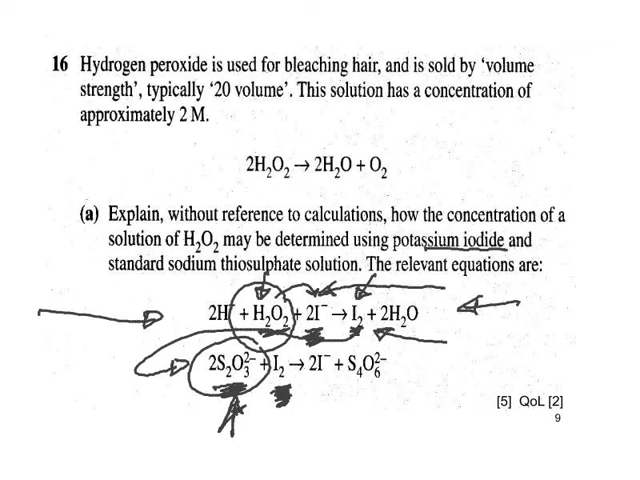 16 Hydrogen peroxide is used for bleaching hair, and is sold by ‘volume
strength’, typically ‘20 volume’. This solution has a concentration of
approximately 2 M.
2H₂O₂ → 2H₂O + O₂
(a) Explain, without reference to calculations, how the concentration of a
solution of H₂O₂ may be determined using potassium iodide and
standard sodium thiosulphate solution. The relevant equations are:
2H⁺ + H₂O₂ + 2I⁻ → I₂ + 2H₂O
2S₂O₃²⁻ + I₂ → 2I⁻ + S₄O₆²⁻
[5] QoL [2]
9